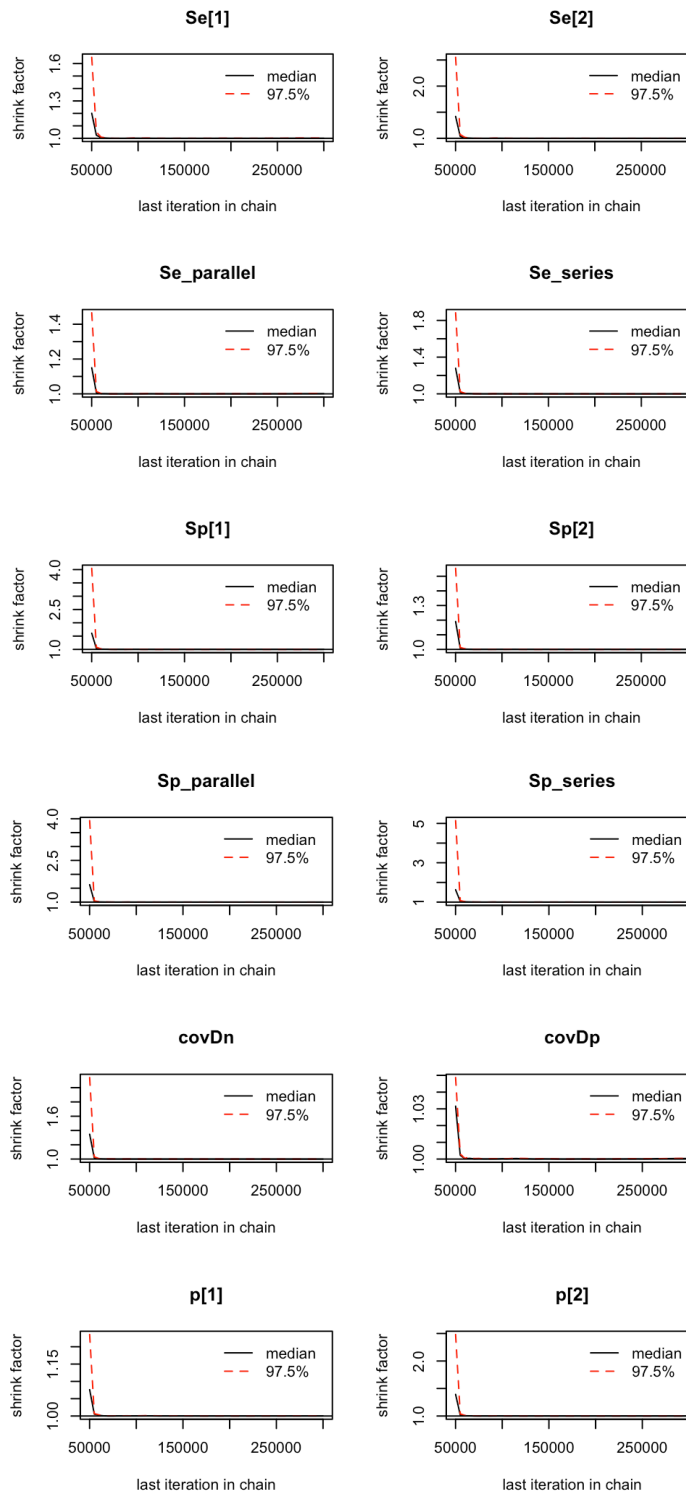 Se[1]
shrink factor
1.0 1.3 1.6
median
97.5%
50000 150000 250000
last iteration in chain
Se[2]
shrink factor
1.0 2.0
median
97.5%
50000 150000 250000
last iteration in chain
Se_parallel
shrink factor
1.0 1.2 1.4
median
97.5%
50000 150000 250000
last iteration in chain
Se_series
shrink factor
1.0 1.4 1.8
median
97.5%
50000 150000 250000
last iteration in chain
Sp[1]
shrink factor
1.0 2.5 4.0
median
97.5%
50000 150000 250000
last iteration in chain
Sp[2]
shrink factor
1.0 1.3
median
97.5%
50000 150000 250000
last iteration in chain
Sp_parallel
shrink factor
1.0 2.5 4.0
median
97.5%
50000 150000 250000
last iteration in chain
Sp_series
shrink factor
1 3 5
median
97.5%
50000 150000 250000
last iteration in chain
covDn
shrink factor
1.0 1.6
median
97.5%
50000 150000 250000
last iteration in chain
covDp
shrink factor
1.00 1.03
median
97.5%
50000 150000 250000
last iteration in chain
p[1]
shrink factor
1.00 1.15
median
97.5%
50000 150000 250000
last iteration in chain
p[2]
shrink factor
1.0 2.0
median
97.5%
50000 150000 250000
last iteration in chain